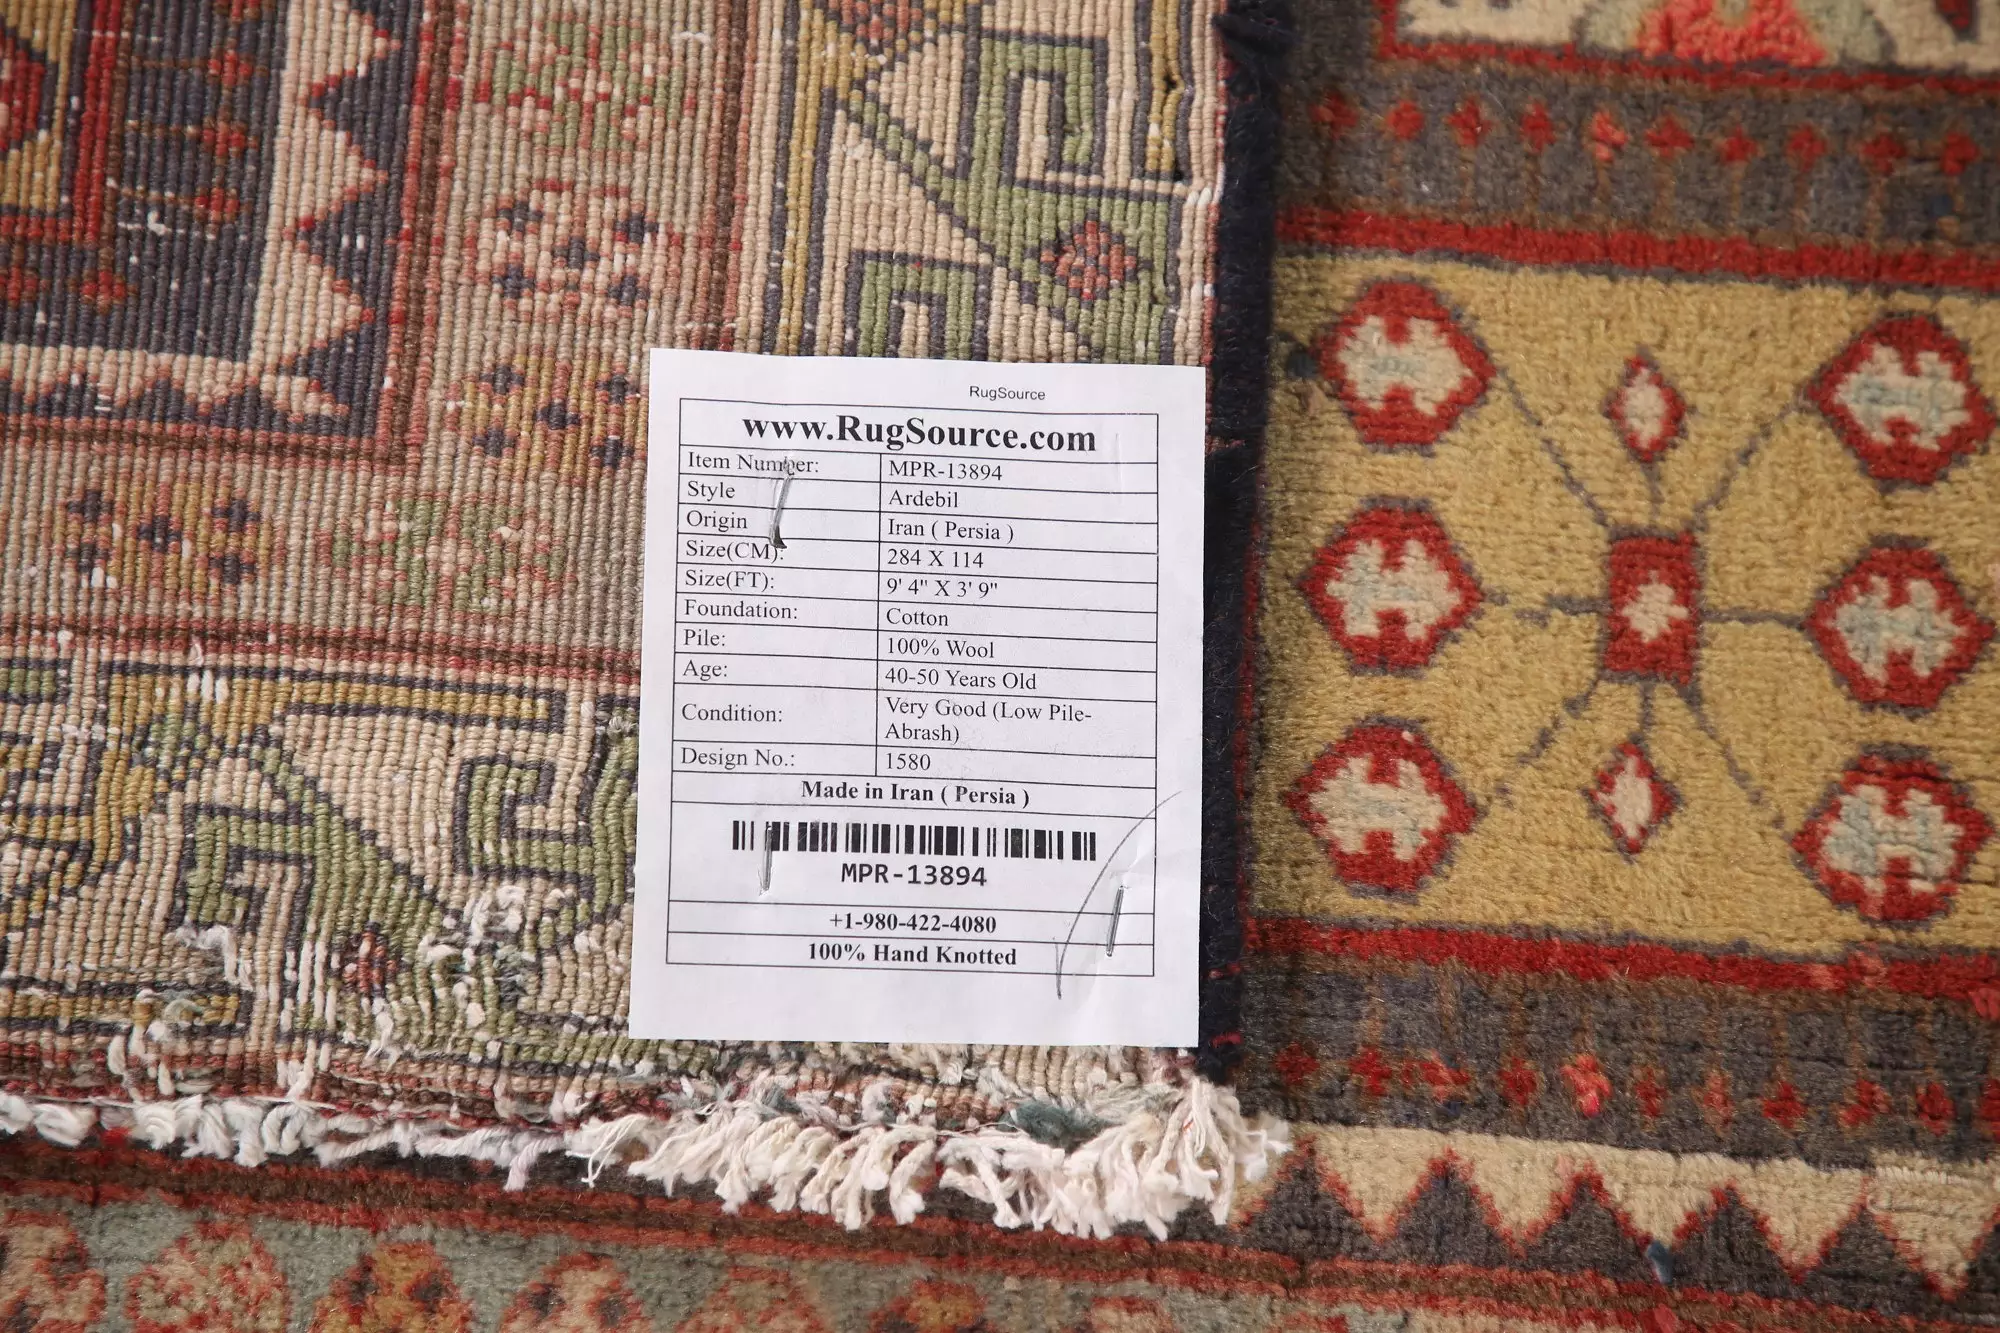 RugSource
www.RugSource.com
Item Number: MPR-13894
Style Ardebil
Origin Iran ( Persia )
Size(CM): 284 X 114
Size(FT): 9' 4" X 3' 9"
Foundation: Cotton
Pile: 100% Wool
Age: 40-50 Years Old
Condition: Very Good (Low Pile-
Abrash)
Design No.: 1580
Made in Iran ( Persia )
MPR-13894
+1-980-422-4080
100% Hand Knotted